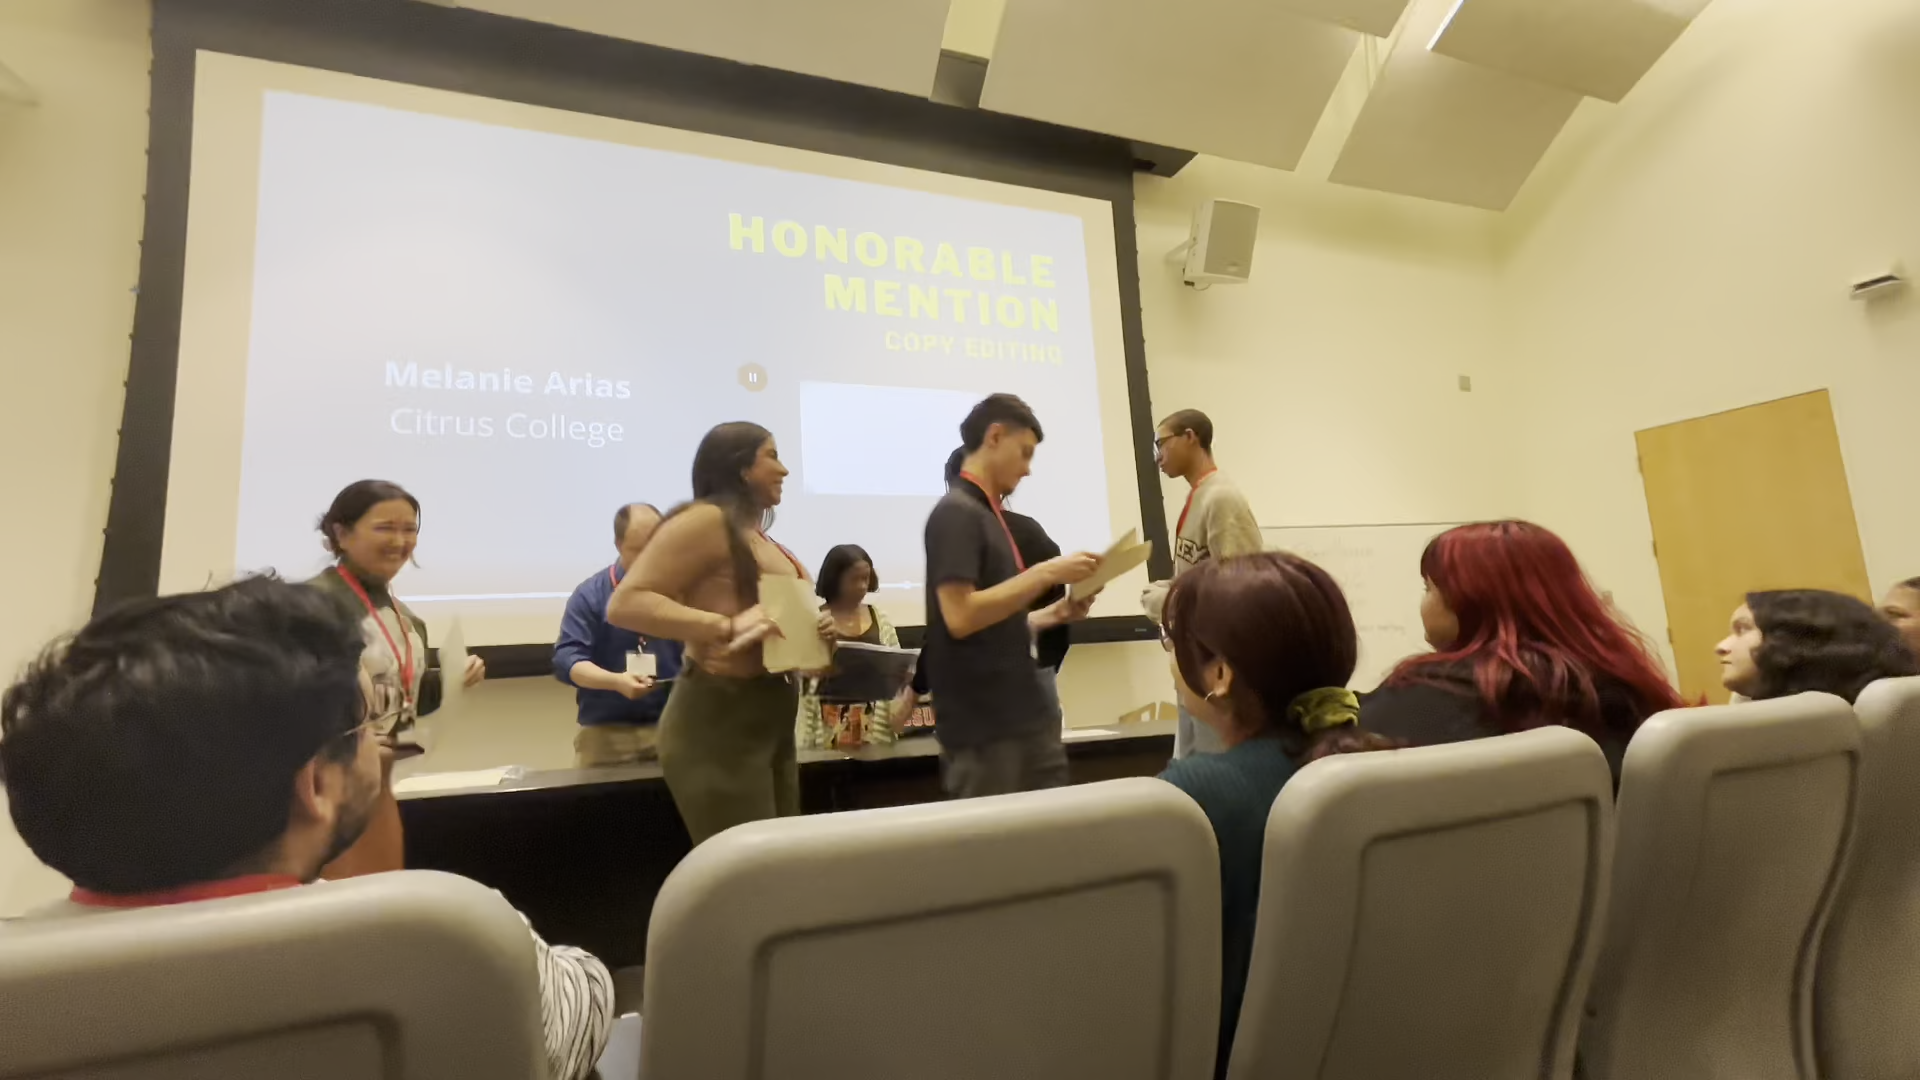 HONORABLE
MENTION
COPY EDITING
Melanie Arias
Citrus College